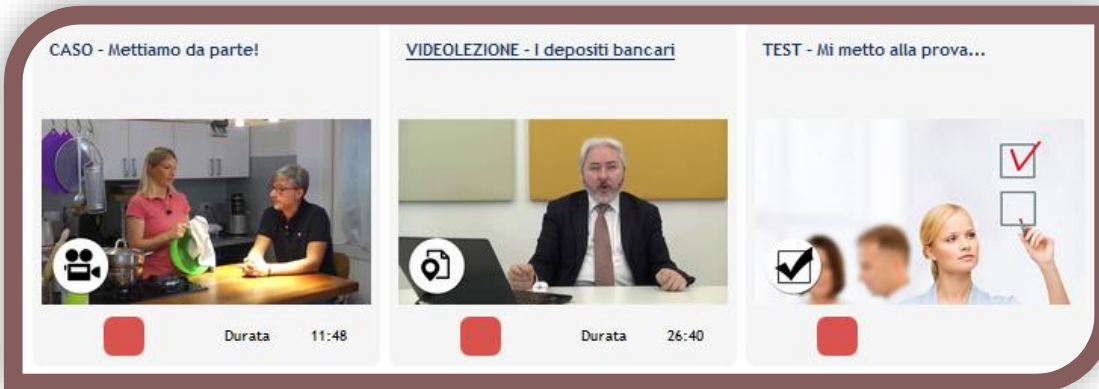 CASO - Mettiamo da parte!
VIDEOLEZIONE - I depositi bancari
TEST - Mi metto alla prova...
Durata 11:48
Durata 26:40